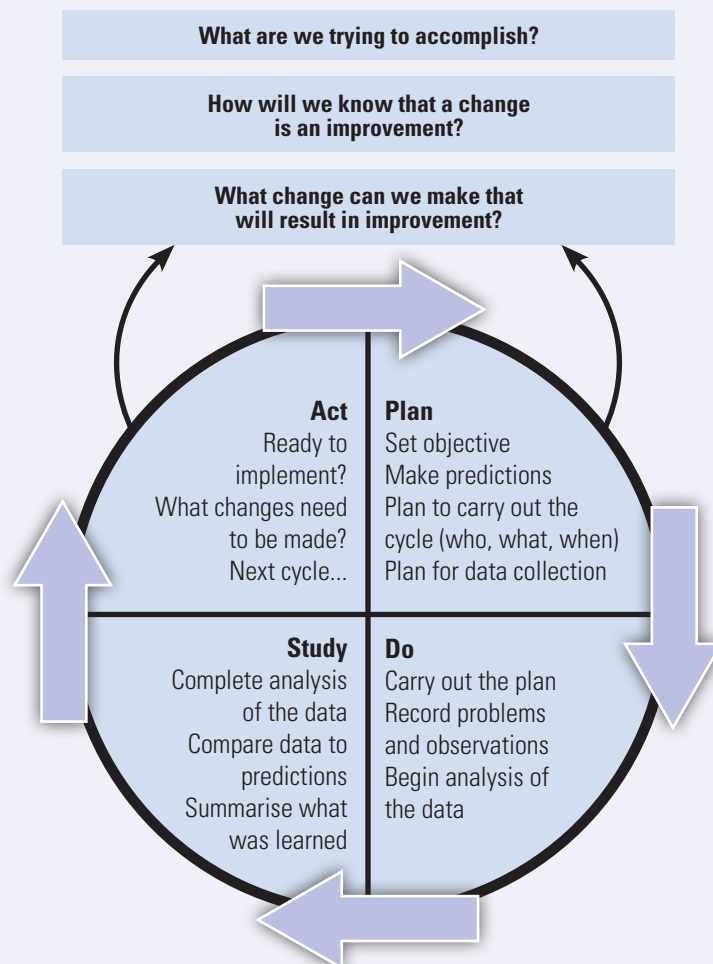 What are we trying to accomplish?
How will we know that a change
is an improvement?
What change can we make that
will result in improvement?
Act
Ready to
implement?
What changes need
to be made?
Next cycle...
Plan
Set objective
Make predictions
Plan to carry out the
cycle (who, what, when)
Plan for data collection
Study
Complete analysis
of the data
Compare data to
predictions
Summarise what
was learned
Do
Carry out the plan
Record problems
and observations
Begin analysis of
the data